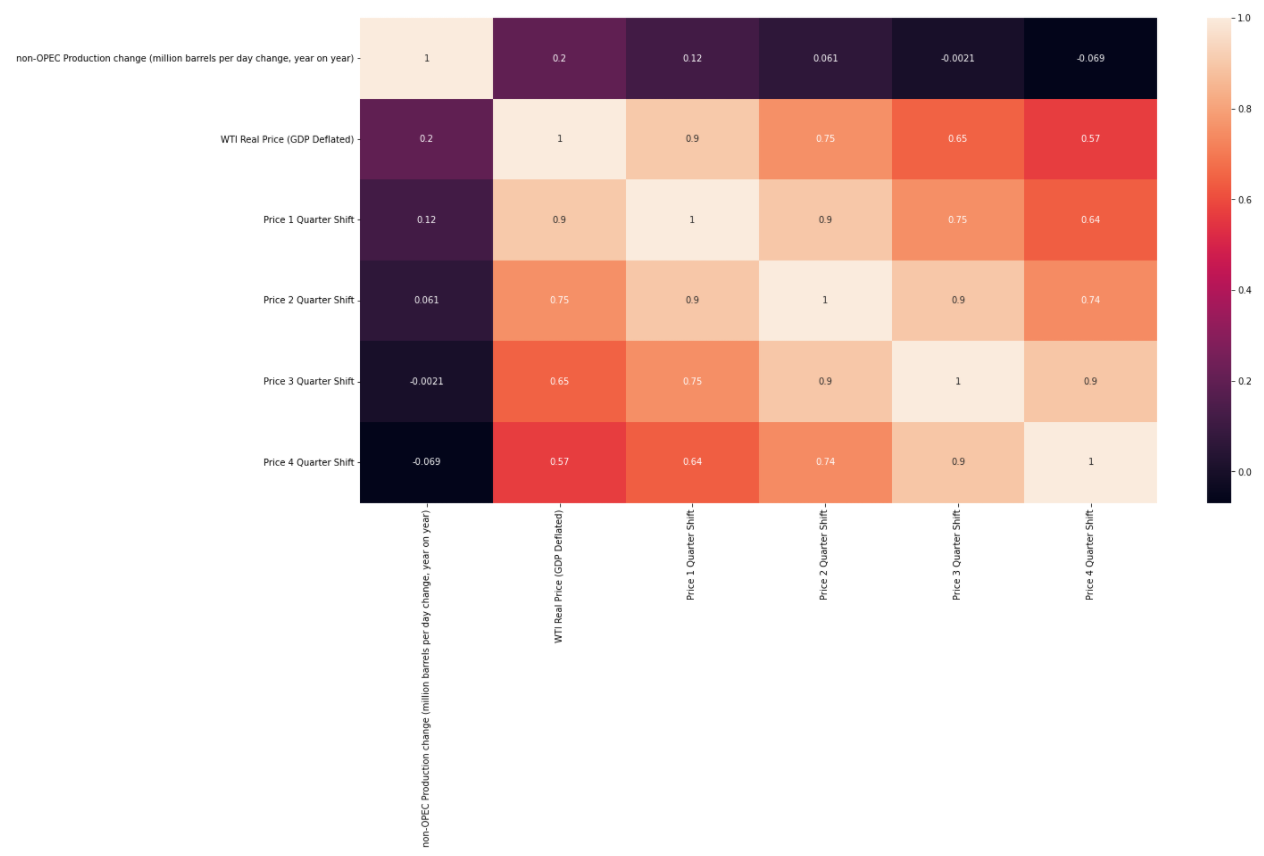 1.0
non-OPEC Production change (million barrels per day change, year on year) 1 0.2 0.12 0.061 -0.0021 -0.069
0.8
WTI Real Price (GDP Deflated) 0.2 1 0.9 0.75 0.65 0.57
0.6
Price 1 Quarter Shift 0.12 0.9 1 0.9 0.75 0.64
0.4
Price 2 Quarter Shift 0.061 0.75 0.9 1 0.9 0.74
0.2
Price 3 Quarter Shift -0.0021 0.65 0.75 0.9 1 0.9
Price 4 Quarter Shift -0.069 0.57 0.64 0.74 0.9 1
0.0
non-OPEC Production change (million barrels per day change, year on year)
WTI Real Price (GDP Deflated)
Price 1 Quarter Shift
Price 2 Quarter Shift
Price 3 Quarter Shift
Price 4 Quarter Shift